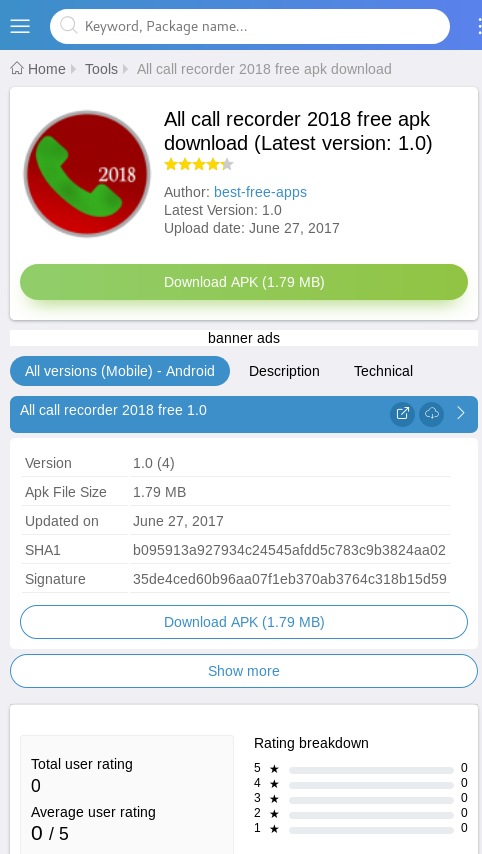 Keyword, Package name...
Home Tools All call recorder 2018 free apk download
2018
All call recorder 2018 free apk
download (Latest version: 1.0)
Author: best-free-apps
Latest Version: 1.0
Upload date: June 27, 2017
Download APK (1.79 MB)
banner ads
All versions (Mobile) - Android Description Technical
All call recorder 2018 free 1.0
Version 1.0 (4)
Apk File Size 1.79 MB
Updated on June 27, 2017
SHA1 b095913a927934c24545afdd5c783c9b3824aa02
Signature 35de4ced60b96aa07f1eb370ab3764c318b15d59
Download APK (1.79 MB)
Show more
Total user rating
0
Average user rating
0 / 5
Rating breakdown
5 ★ 0
4 ★ 0
3 ★ 0
2 ★ 0
1 ★ 0